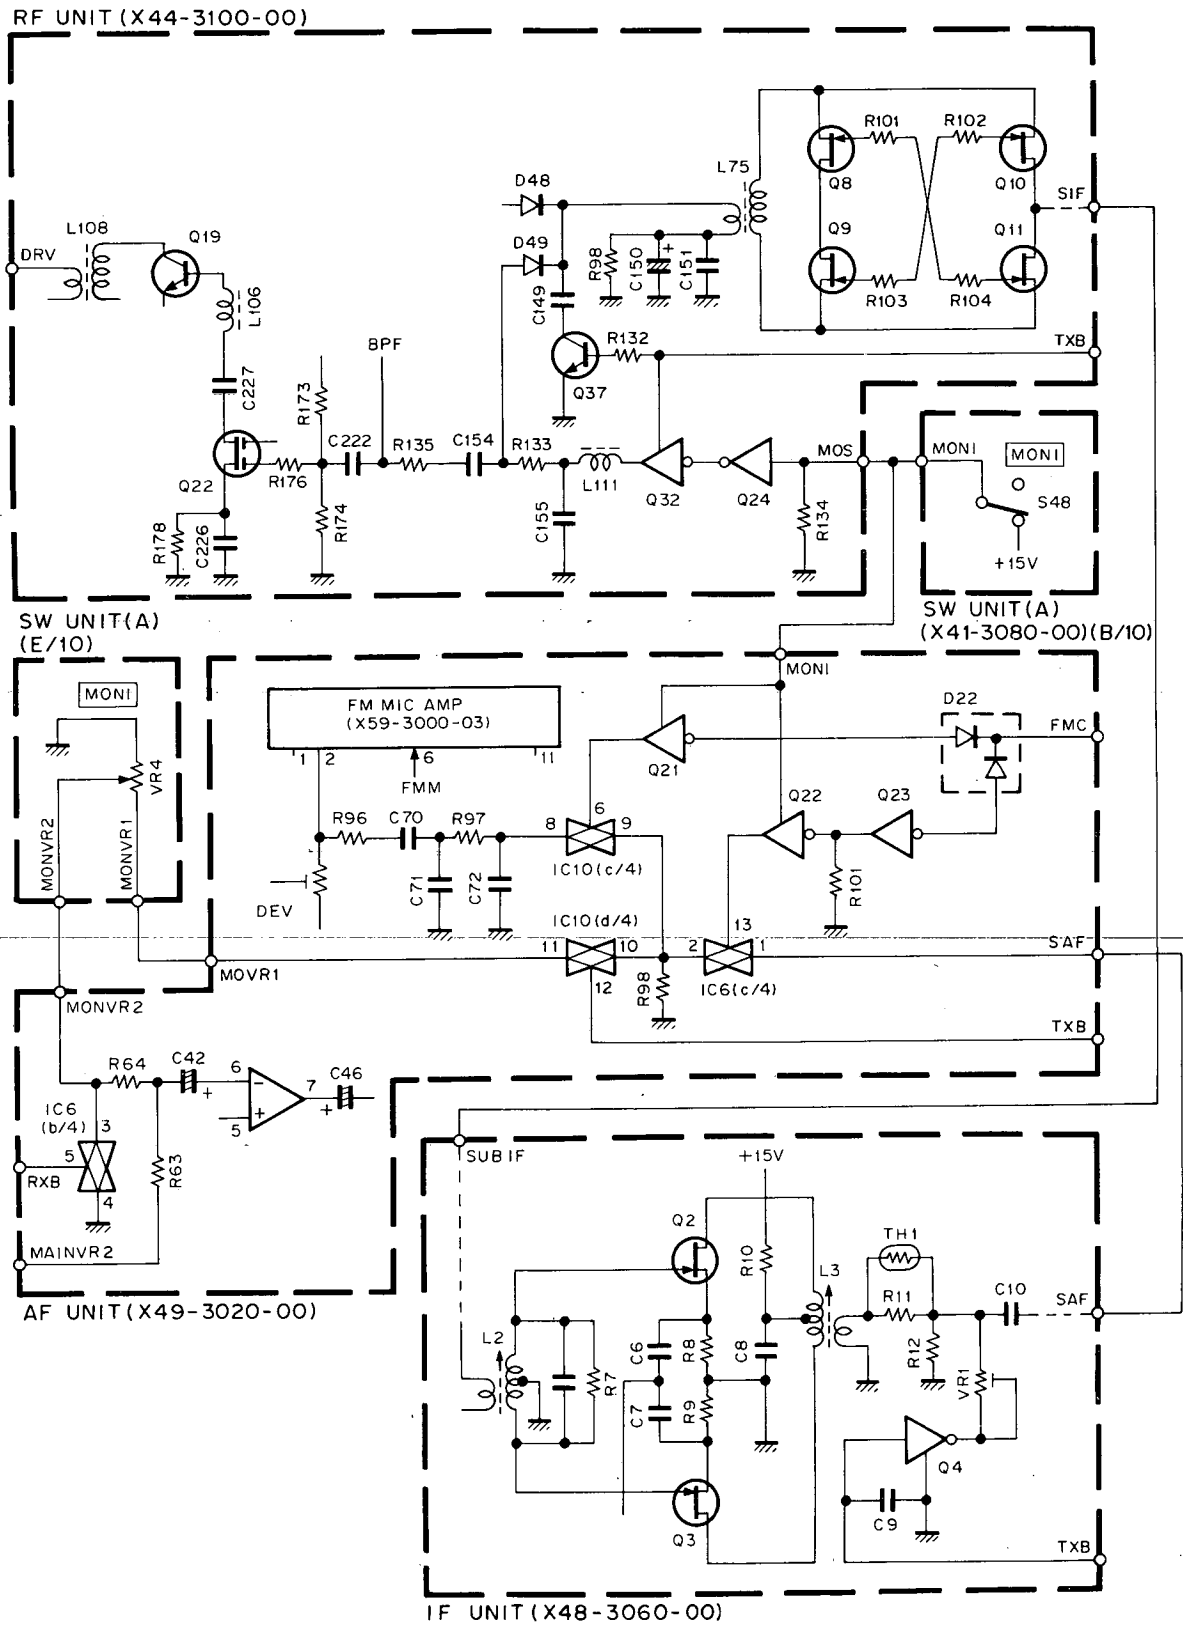 RF UNIT (X44-3100-00)
R101
R102
L75
Q8
Q10
D48
SIF
L108
Q19
DRV
D49
Q9
Q11
R98
C150
+
C151
R103
R104
L106
C149
BPF
R132
TXB
C227
R173
Q37
C222
R135
C154
R133
MOS
MONI
MONI
Q22
R176
L111
Q32
Q24
S48
R178
C226
R174
C155
R134
+15V
SW UNIT(A)
(E/10)
SW UNIT(A)
(X41-3080-00)(B/10)
MONI
MONI
FM MIC AMP
(X59-3000-03)
D22
FMC
VR4
1
2
6
11
Q21
FMM
Q22
Q23
MONVR2
MONVR1
R96
C70
R97
8
6
9
IC10(c/4)
C71
C72
R101
DEV
IC10(d/4)
11
10
12
2
13
1
SAF
MOVR1
R98
IC6(c/4)
MONVR2
TXB
R64
C42
+
6
−
7
C46
+
+
5
IC6
(b/4)
3
5
RXB
4
R63
SUBIF
+15V
MAINVR2
Q2
AF UNIT(X49-3020-00)
R10
TH1
L3
R11
C10
SAF
L2
C6
R8
C8
R12
R7
VR1
C7
R9
Q4
C9
Q3
TXB
IF UNIT(X48-3060-00)